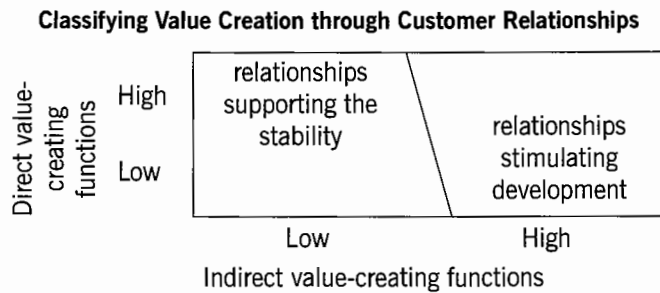 Classifying Value Creation through Customer Relationships
Direct value-
creating
functions
High
Low
relationships
supporting the
stability
relationships
stimulating
development
Low
High
Indirect value-creating functions